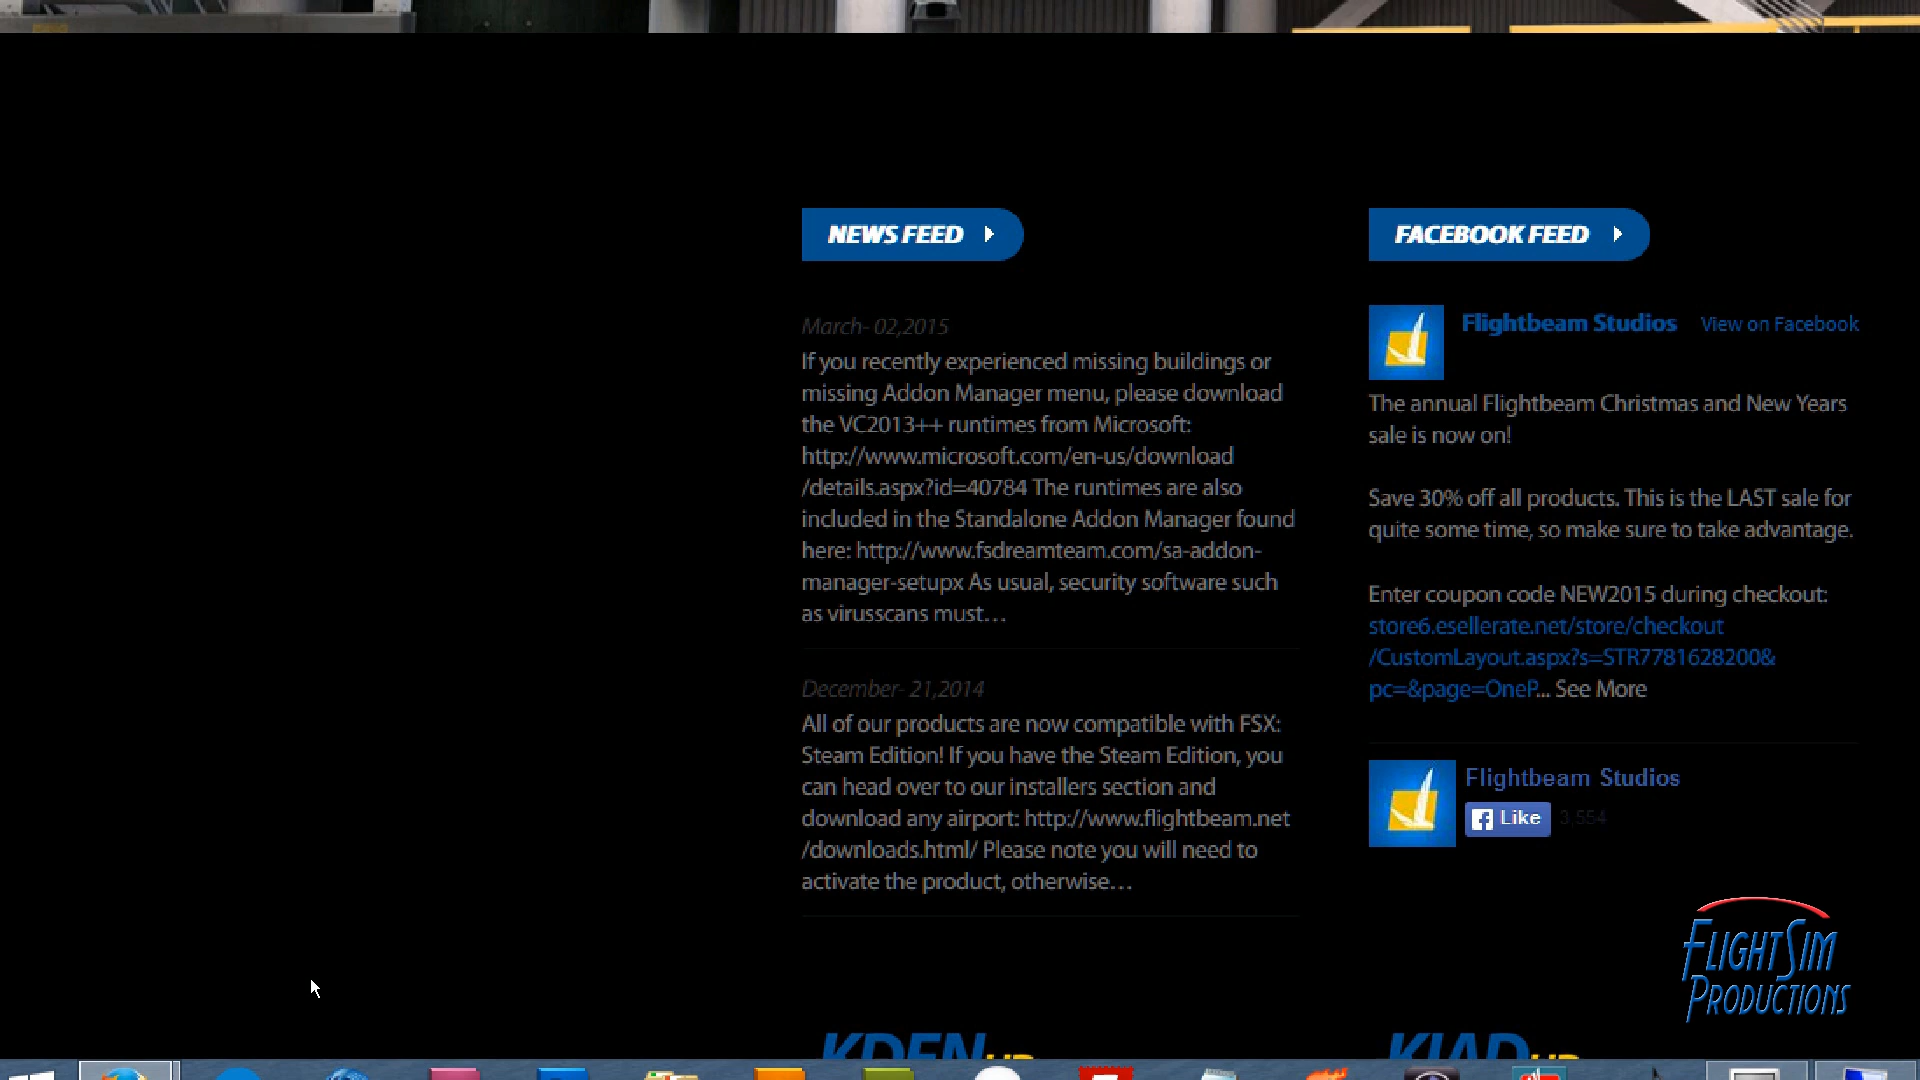 NEWS FEED
March- 02,2015
If you recently experienced missing buildings or
missing Addon Manager menu, please download
the VC2013++ runtimes from Microsoft:
http://www.microsoft.com/en-us/download
/details.aspx?id=40784 The runtimes are also
included in the Standalone Addon Manager found
here: http://www.fsdreamteam.com/sa-addon-
manager-setupx As usual, security software such
as virusscans must…
December- 21,2014
All of our products are now compatible with FSX:
Steam Edition! If you have the Steam Edition, you
can head over to our installers section and
download any airport: http://www.flightbeam.net
/downloads.html/ Please note you will need to
activate the product, otherwise…
FACEBOOK FEED
Flightbeam Studios View on Facebook
The annual Flightbeam Christmas and New Years
sale is now on!
Save 30% off all products. This is the LAST sale for
quite some time, so make sure to take advantage.
Enter coupon code NEW2015 during checkout:
store6.esellerate.net/store/checkout
/CustomLayout.aspx?s=STR7781628200&
pc=&page=OneP... See More
Flightbeam Studios
Like 3,554
FLIGHTSIM
PRODUCTIONS
KDEN HD
KIAD HD